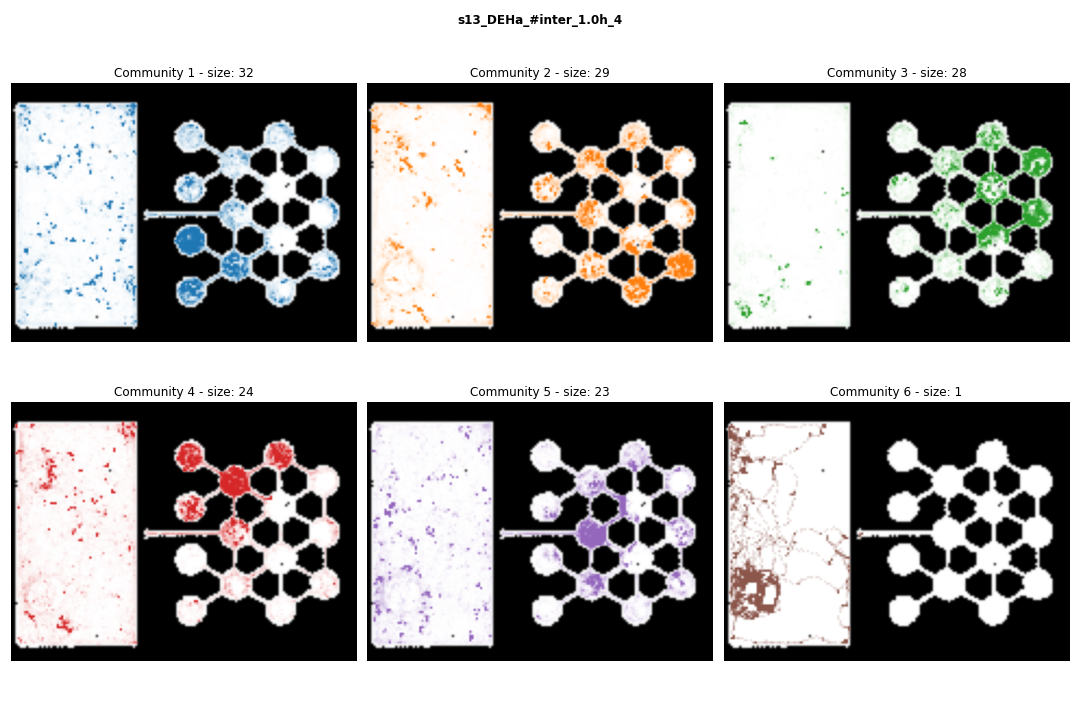 s13_DEHa_#inter_1.0h_4
Community 1 - size: 32
Community 2 - size: 29
Community 3 - size: 28
Community 4 - size: 24
Community 5 - size: 23
Community 6 - size: 1